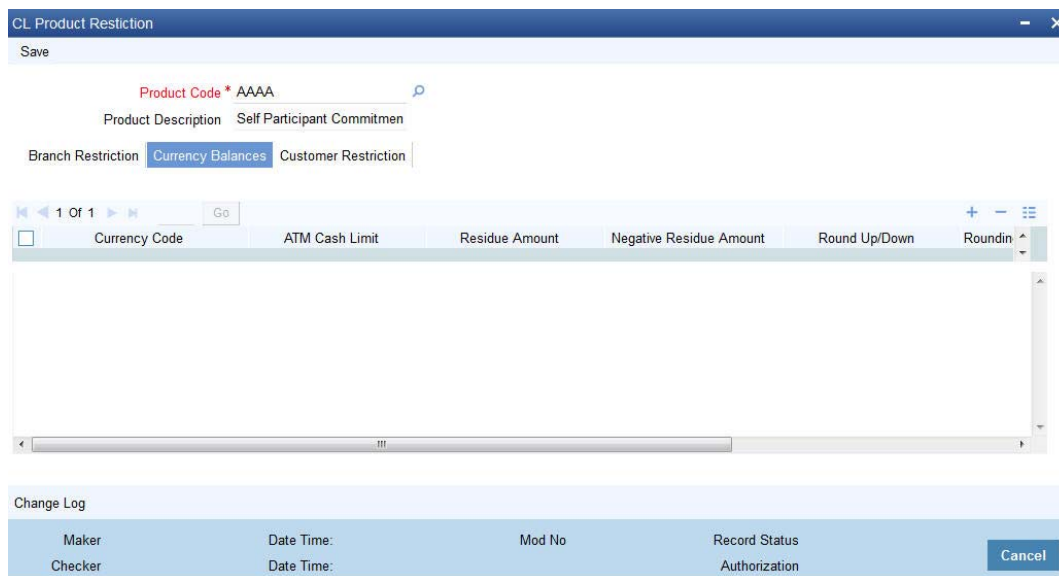 CL Product Restiction
Save
Product Code * AAAA
Product Description Self Participant Commitmen
Branch Restriction Currency Balances Customer Restriction
1 Of 1 Go
Currency Code ATM Cash Limit Residue Amount Negative Residue Amount Round Up/Down Roundin
Change Log
Maker Date Time: Mod No Record Status
Checker Date Time: Authorization
Cancel